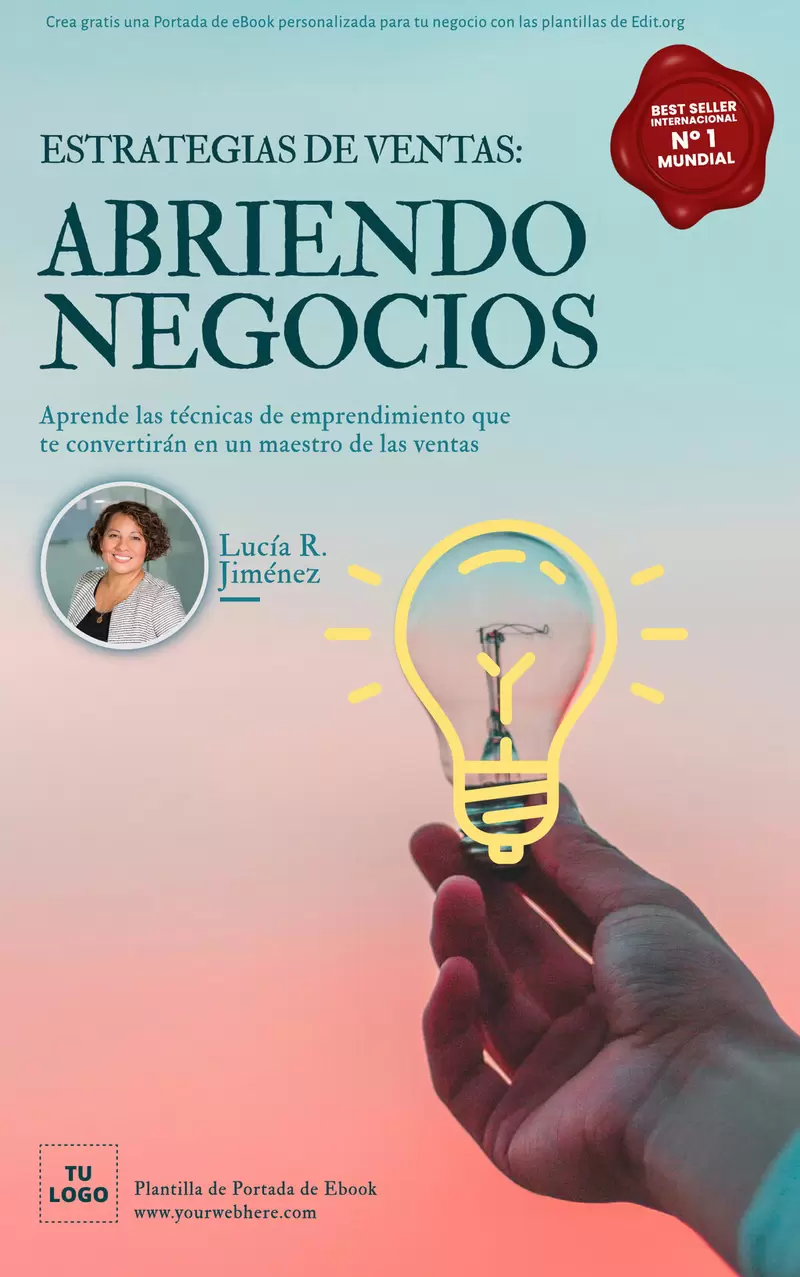 Crea gratis una Portada de eBook personalizada para tu negocio con las plantillas de Edit.org
BEST SELLER
INTERNACIONAL
Nº 1
MUNDIAL
ESTRATEGIAS DE VENTAS:
ABRIENDO
NEGOCIOS
Aprende las técnicas de emprendimiento que
te convertirán en un maestro de las ventas
Lucía R.
Jiménez
TU
LOGO
Plantilla de Portada de Ebook
www.yourwebhere.com